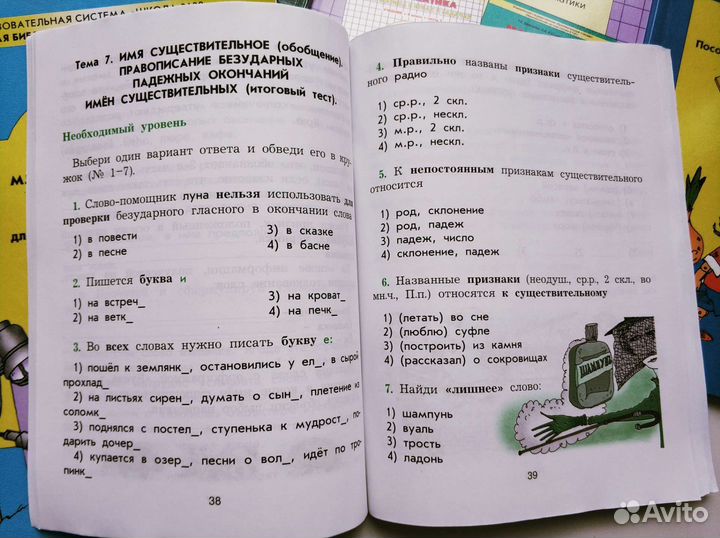 ОВАТЕЛЬНАЯ СИСТЕМА
Тема 7. ИМЯ СУЩЕСТВИТЕЛЬНОЕ (обобщение).
ПРАВОПИСАНИЕ БЕЗУДАРНЫХ
ПАДЕЖНЫХ ОКОНЧАНИЙ
ИМЁН СУЩЕСТВИТЕЛЬНЫХ (итоговый тест).
Необходимый уровень
Выбери один вариант ответа и обведи его в кру-
жок (№ 1–7).
1. Слово-помощник луна нельзя использовать для
проверки безударного гласного в окончании слова
1) в повести
2) в песне
3) в сказке
4) в басне
2. Пишется буква и
1) на встреч_
2) на ветк_
3) на кроват_
4) на печк_
3. Во всех словах нужно писать букву е:
1) пошёл к землянк_, остановились у ел_, в сырой
прохлад_
2) на листьях сирен_, думать о сын_, плетение из
соломк_
3) поднялся с постел_, ступенька к мудрост_, по-
дарить дочер_
4) купается в озер_, песни о вол_, идёт по тро-
пинк_
38
4. Правильно названы признаки существитель-
ного радио
1) ср.р., 2 скл.
2) ср.р., нескл.
3) м.р., 2 скл.
4) м.р., нескл.
5. К непостоянным признакам существительного
относится
1) род, склонение
2) род, падеж
3) падеж, число
4) склонение, падеж
6. Названные признаки (неодуш., ср.р., 2 скл., во
мн.ч., П.п.) относятся к существительному
1) (летать) во сне
2) (люблю) суфле
3) (построить) из камня
4) (рассказал) о сокровищах
7. Найди «лишнее» слово:
1) шампунь
2) вуаль
3) трость
4) ладонь
ШАМПУНЬ
39
Avito